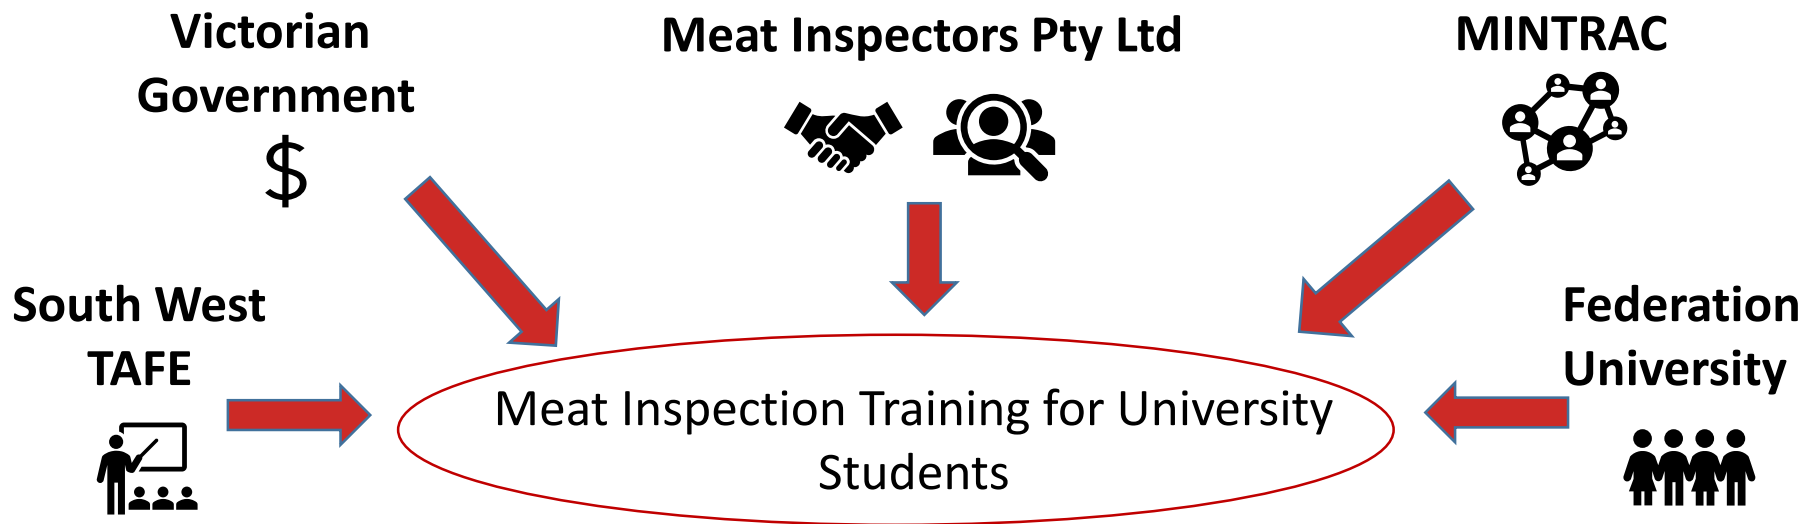 Victorian
Government
$
Meat Inspectors Pty Ltd
MINTRAC
South West
TAFE
Federation
University
Meat Inspection Training for University
Students